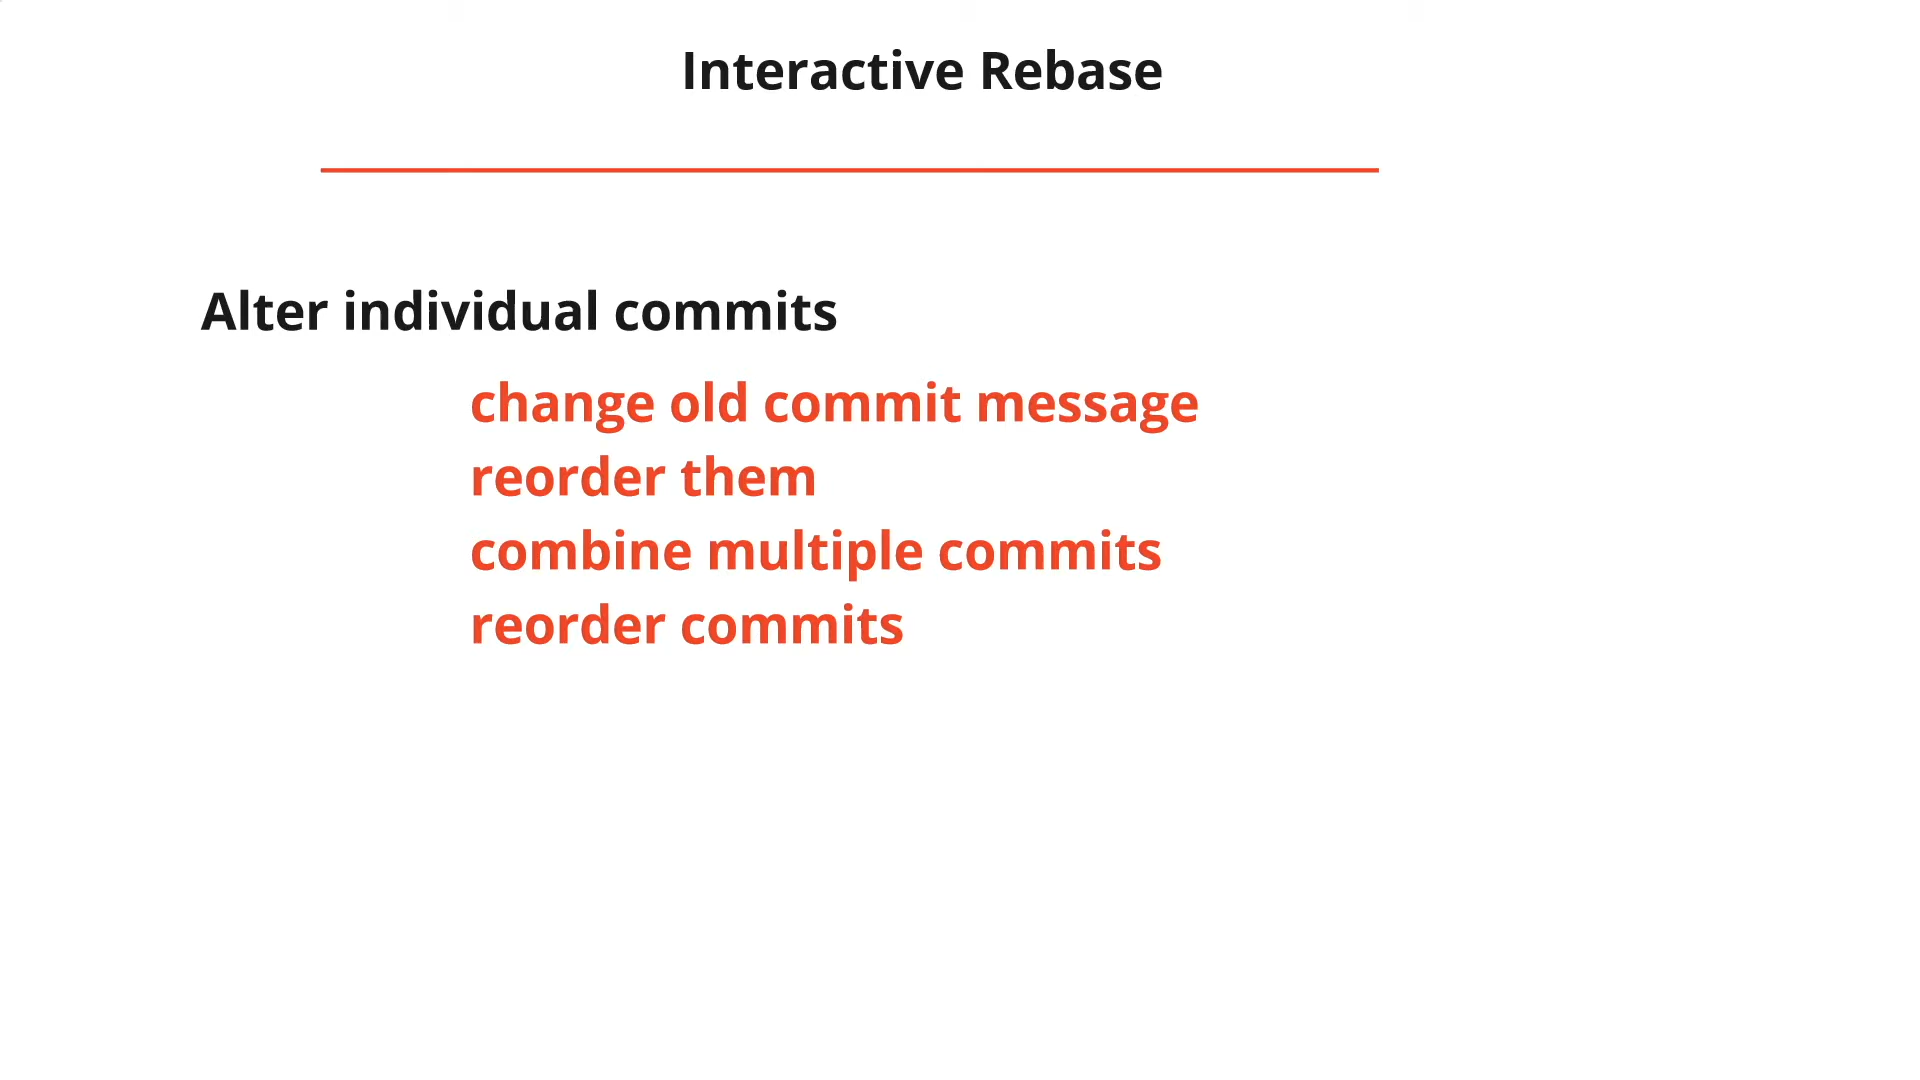 Interactive Rebase
Alter individual commits
change old commit message
reorder them
combine multiple commits
reorder commits